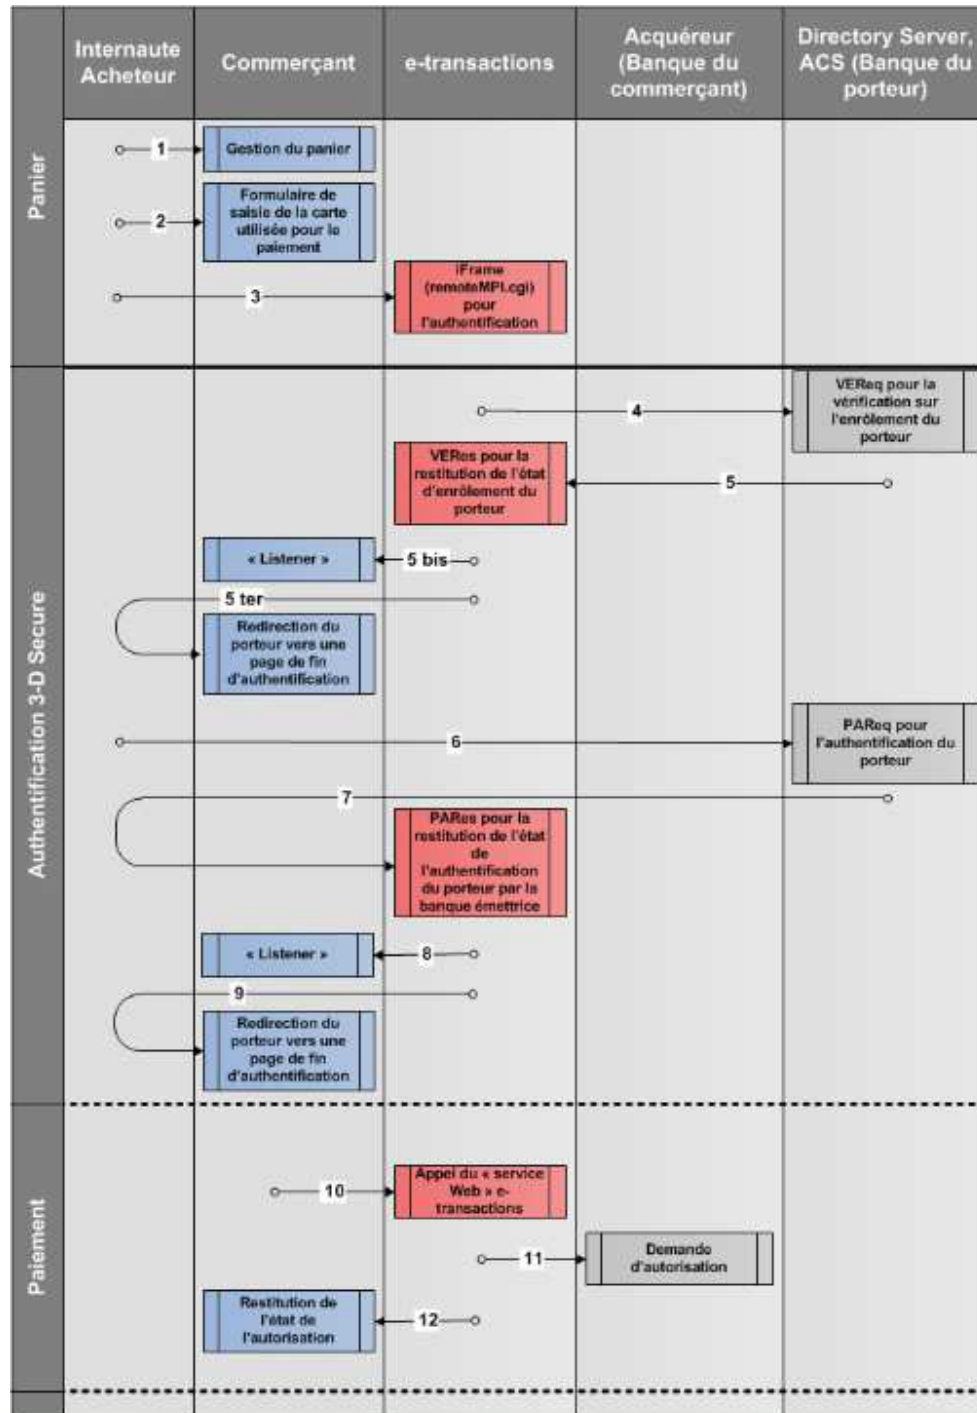 Internaute
Acheteur
Commerçant
e-transactions
Acquéreur
(Banque du
commerçant)
Directory Server,
ACS (Banque du
porteur)
Panier
1
Gestion du panier
2
Formulaire de
saisie de la carte
utilisée pour le
paiement
3
iFrame
(remoteMPI.cgi)
pour
l'authentification
Authentification 3-D Secure
4
VEReq pour la
vérification sur
l'enrôlement du
porteur
VERes pour la
restitution de l'état
d'enrôlement du
porteur
5
« Listener »
5 bis
5 ter
Redirection du
porteur vers une
page de fin
d'authentification
6
PAReq pour
l'authentification du
porteur
7
PARes pour la
restitution de l'état
de
l'authentification
du porteur par la
banque émettrice
« Listener »
8
9
Redirection du
porteur vers une
page de fin
d'authentification
Paiement
10
Appel du « service
Web » e-
transactions
11
Demande
d'autorisation
Restitution de
l'état de
l'autorisation
12